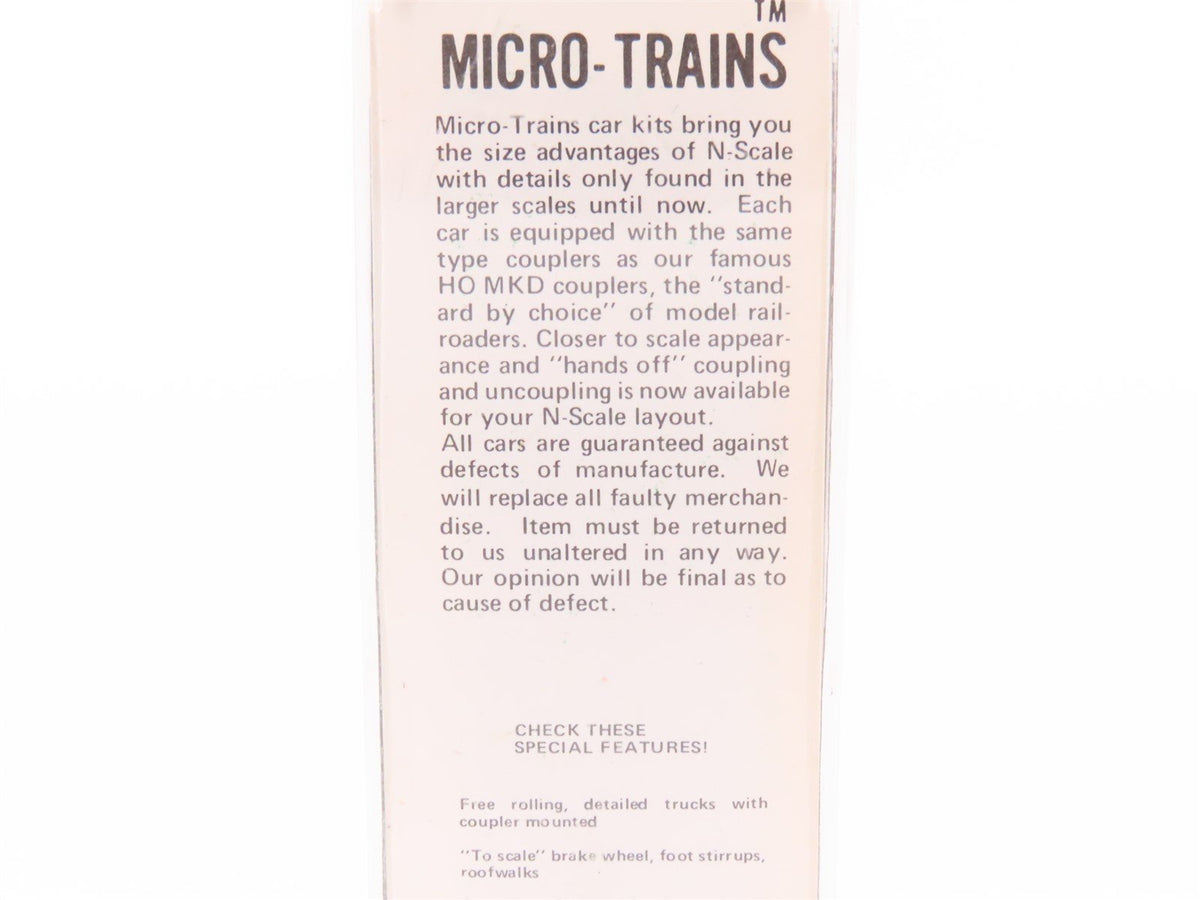 TM
MICRO-TRAINS
Micro-Trains car kits bring you
the size advantages of N-Scale
with details only found in the
larger scales until now. Each
car is equipped with the same
type couplers as our famous
HO MKD couplers, the "stand-
ard by choice" of model rail-
roaders. Closer to scale appear-
ance and "hands off" coupling
and uncoupling is now available
for your N-Scale layout.
All cars are guaranteed against
defects of manufacture. We
will replace all faulty merchan-
dise. Item must be returned
to us unaltered in any way.
Our opinion will be final as to
cause of defect.
CHECK THESE
SPECIAL FEATURES!
Free rolling, detailed trucks with
coupler mounted
"To scale" brake wheel, foot stirrups,
roofwalks